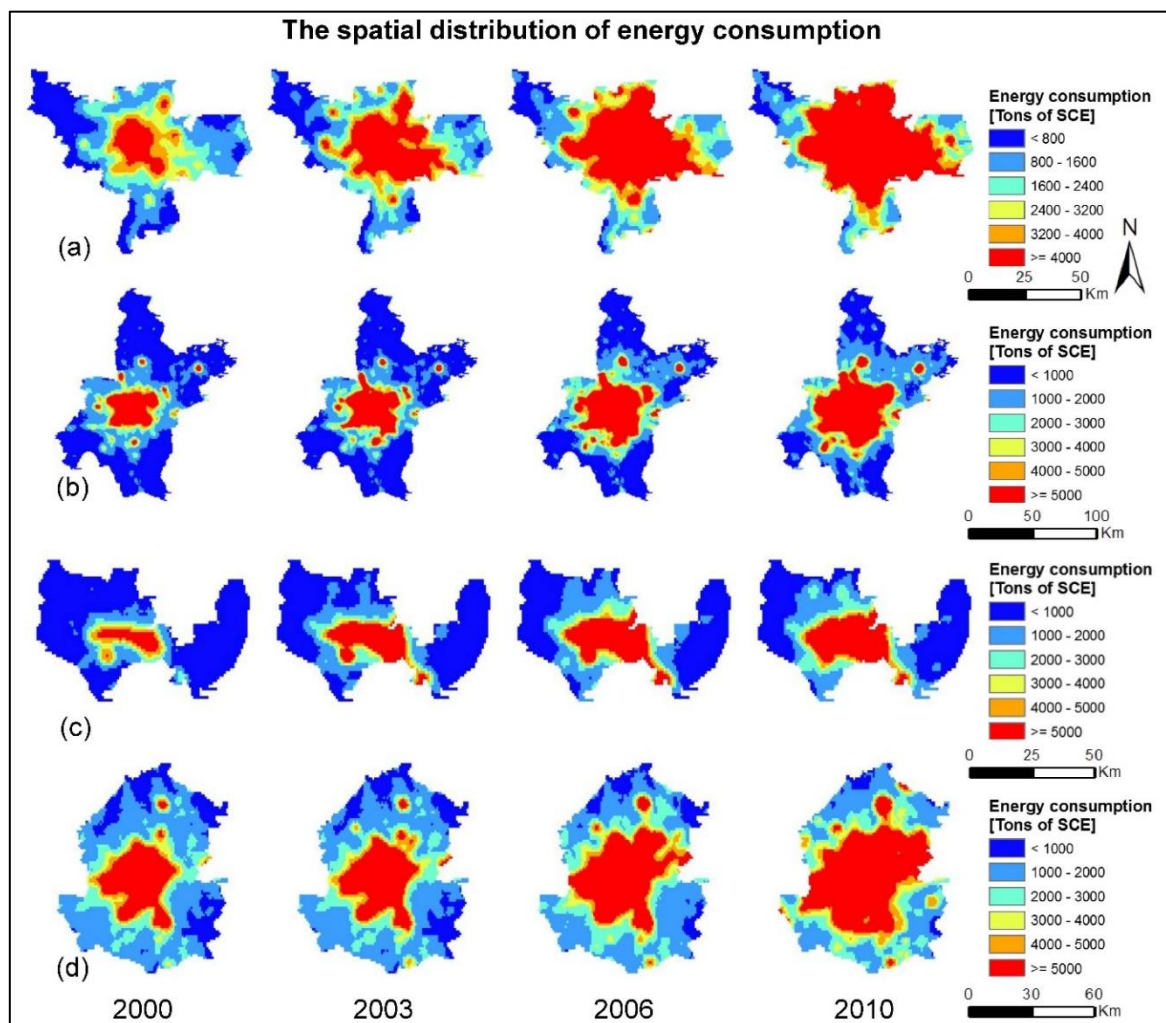 The spatial distribution of energy consumption
Energy consumption
[Tons of SCE]
< 800
800 - 1600
1600 - 2400
2400 - 3200
3200 - 4000
>= 4000
N
0 25 50
Km
(a)
Energy consumption
[Tons of SCE]
< 1000
1000 - 2000
2000 - 3000
3000 - 4000
4000 - 5000
>= 5000
0 50 100
Km
(b)
Energy consumption
[Tons of SCE]
< 1000
1000 - 2000
2000 - 3000
3000 - 4000
4000 - 5000
>= 5000
0 25 50
Km
(c)
Energy consumption
[Tons of SCE]
< 1000
1000 - 2000
2000 - 3000
3000 - 4000
4000 - 5000
>= 5000
0 30 60
Km
(d)
2000 2003 2006 2010